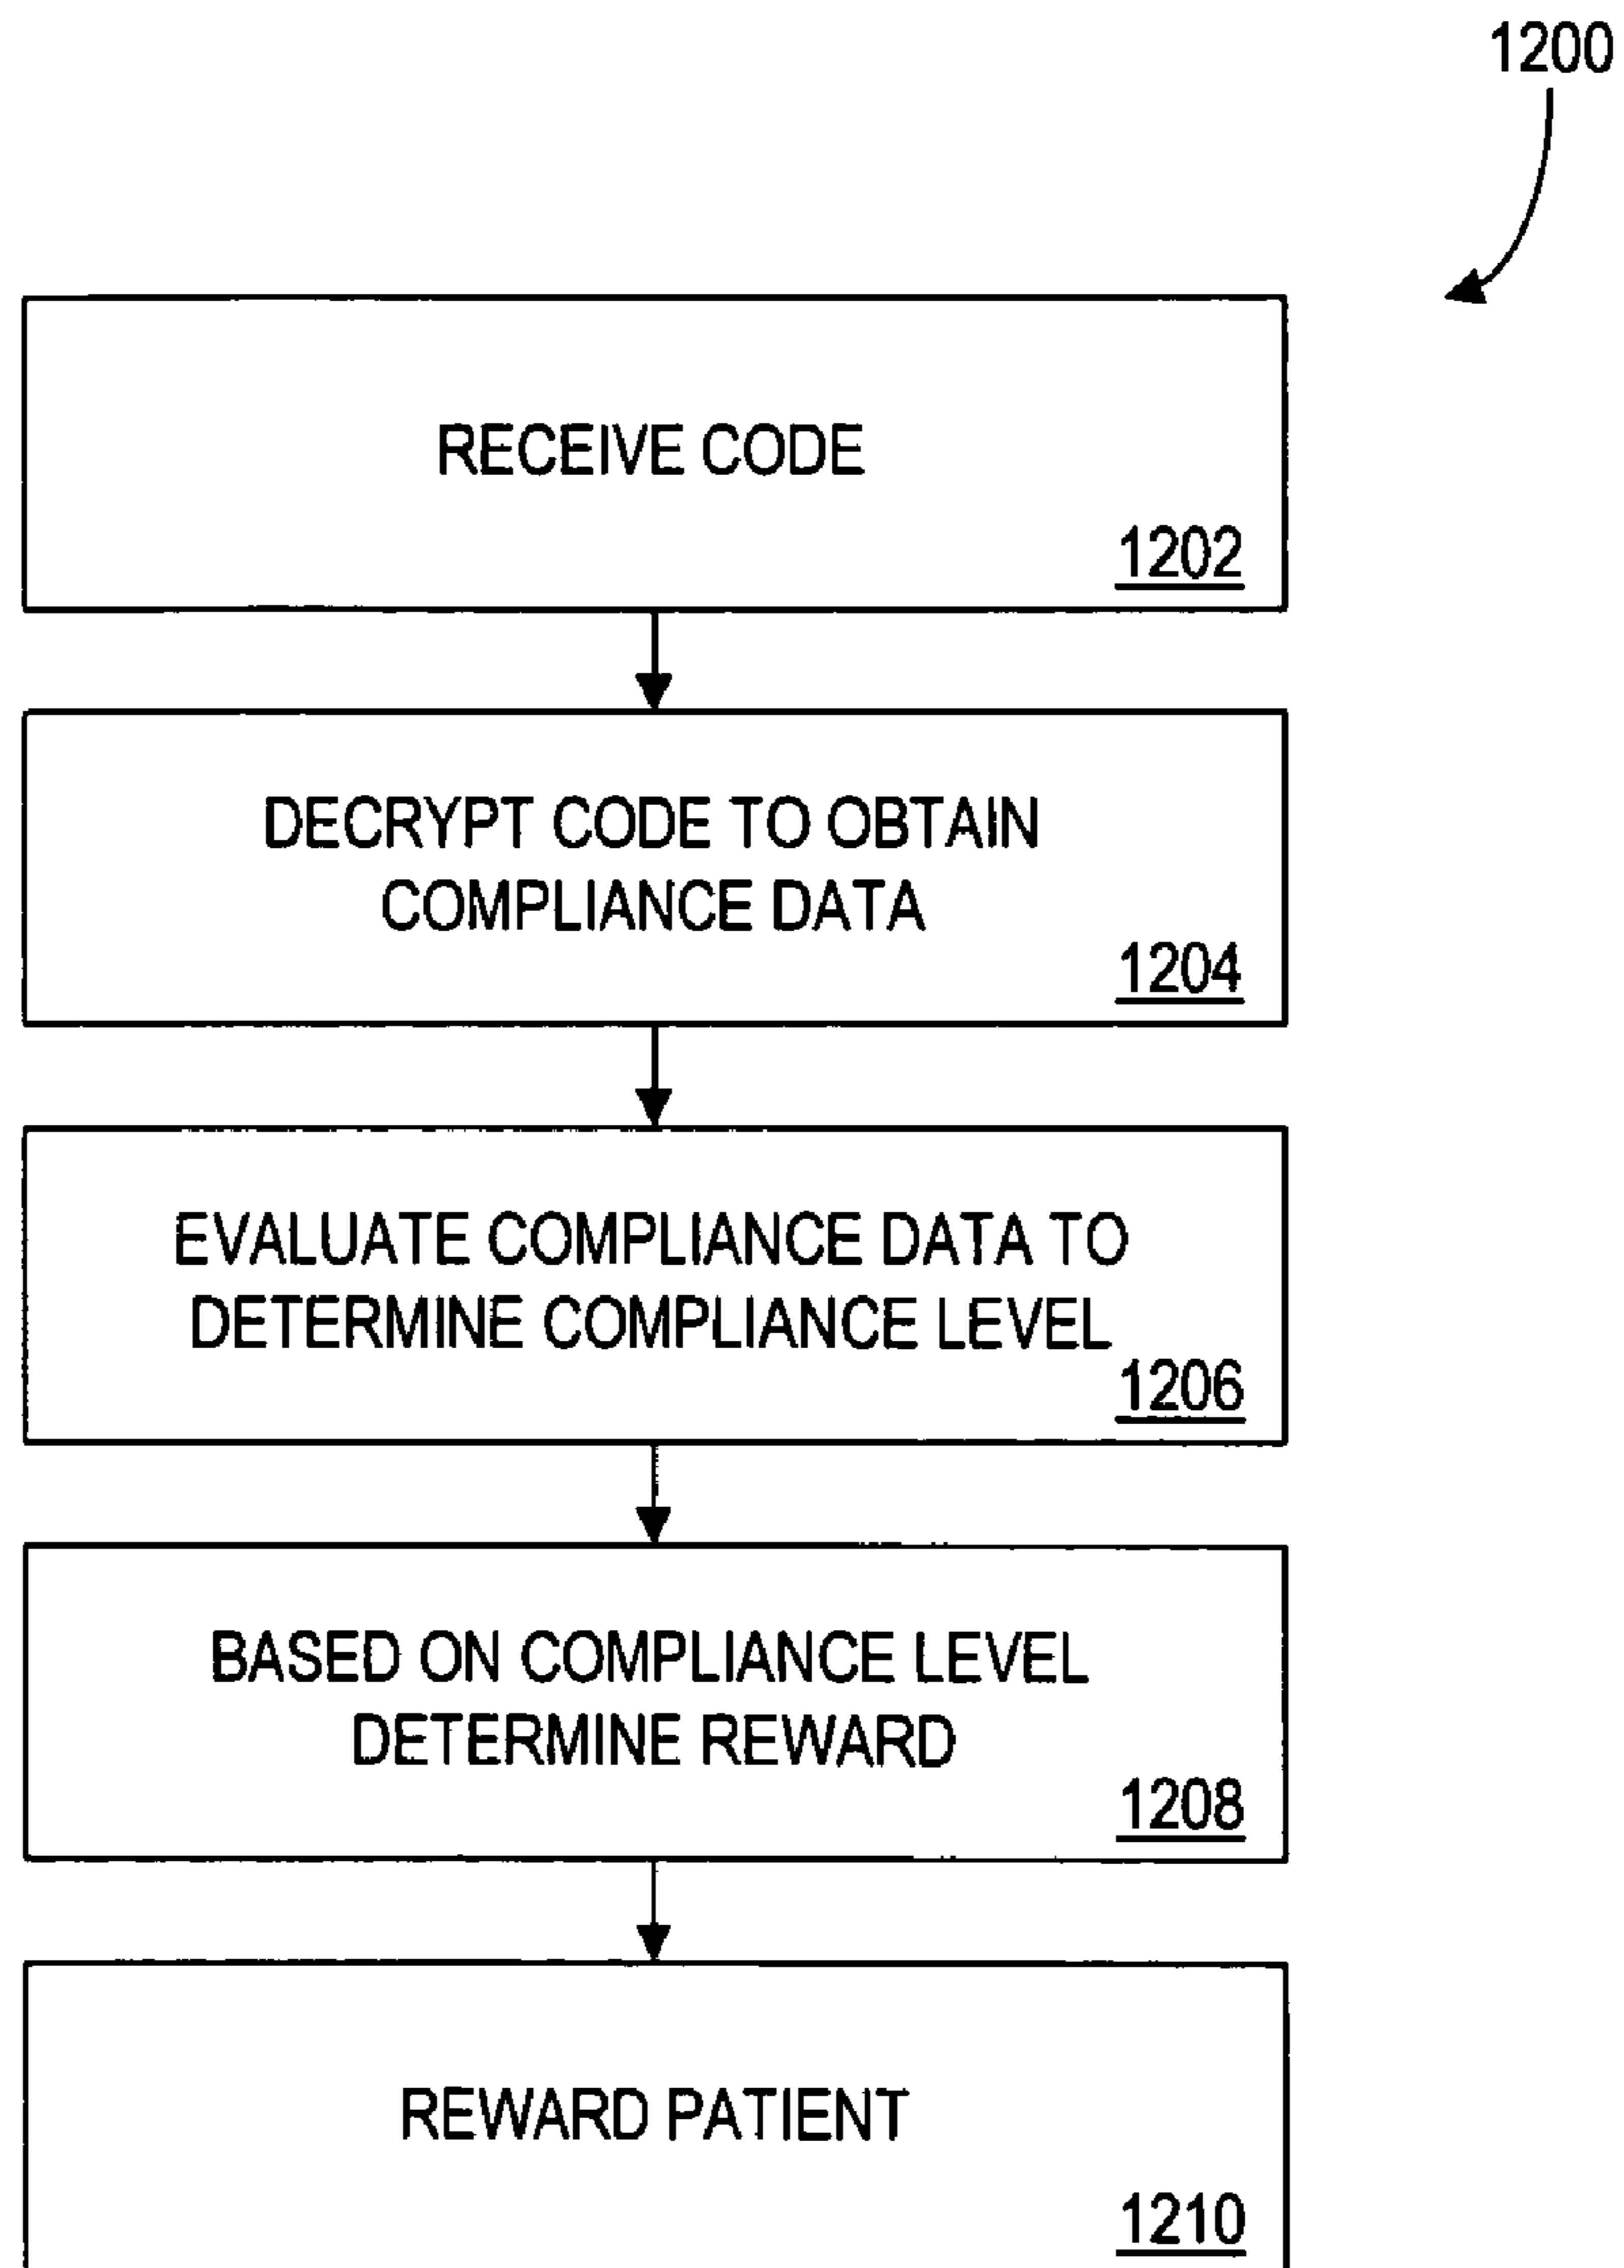 1200
RECEIVE CODE
1202
DECRYPT CODE TO OBTAIN
COMPLIANCE DATA
1204
EVALUATE COMPLIANCE DATA TO
DETERMINE COMPLIANCE LEVEL
1206
BASED ON COMPLIANCE LEVEL
DETERMINE REWARD
1208
REWARD PATIENT
1210